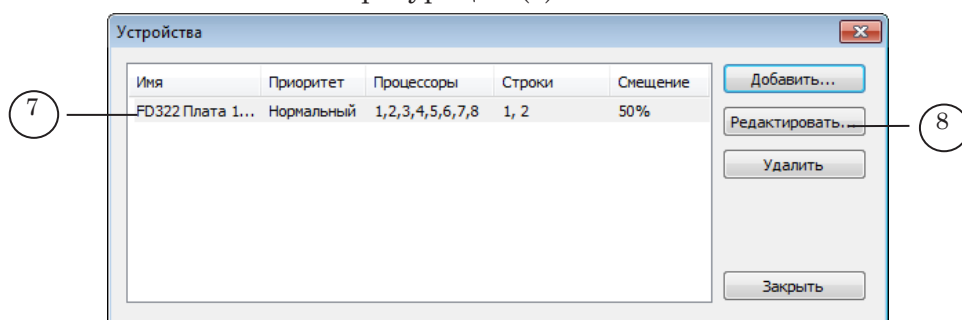 Устройства
Имя Приоритет Процессоры Строки Смещение
FD322 Плата 1... Нормальный 1,2,3,4,5,6,7,8 1, 2 50%
Добавить...
Редактировать...
Удалить
Закрыть
7
8